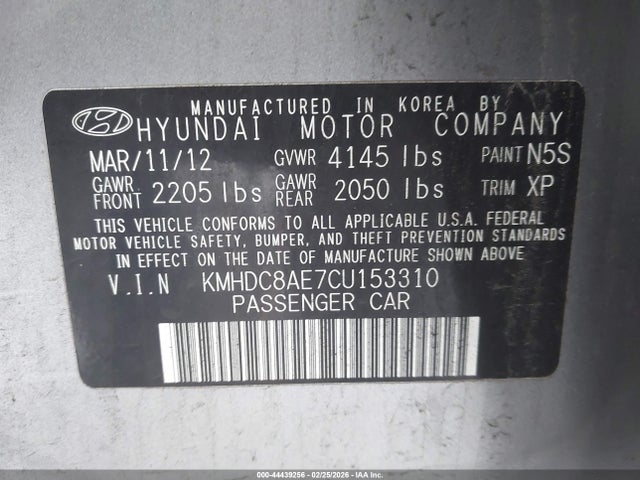 MANUFACTURED IN KOREA BY
HYUNDAI MOTOR COMPANY
MAR/11/12 GVWR 4145 lbs PAINT N5S
GAWR FRONT 2205 lbs GAWR REAR 2050 lbs TRIM XP
THIS VEHICLE CONFORMS TO ALL APPLICABLE U.S.A. FEDERAL
MOTOR VEHICLE SAFETY, BUMPER, AND THEFT PREVENTION STANDARDS
IN EFFECT ON THE DATE OF MANUFACTURE SHOWN ABOVE.
V.I.N KMHDC8AE7CU153310
PASSENGER CAR
000-44439256 - 02/25/2026 - IAA, Inc.